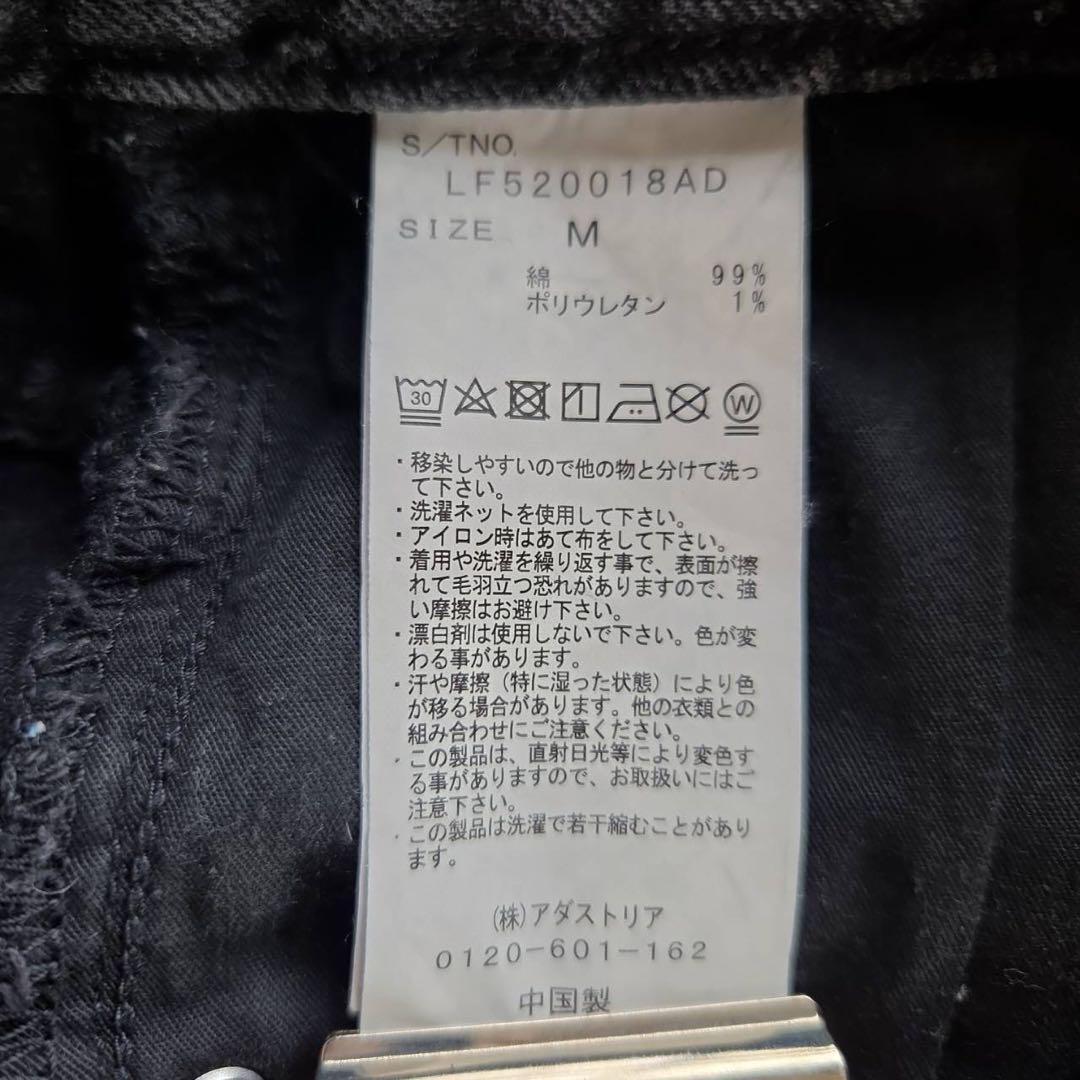 S/TNO.
LF520018AD
SIZE M
綿 99%
ポリウレタン 1%
30 W
・移染しやすいので他の物と分けて洗っ
て下さい。
・洗濯ネットを使用して下さい。
・アイロン時はあて布をして下さい。
・着用や洗濯を繰り返す事で、表面が擦
れて毛羽立つ恐れがありますので、強
い摩擦はお避け下さい。
・漂白剤は使用しないで下さい。色が変
わる事があります。
・汗や摩擦（特に湿った状態）により色
が移る場合があります。他の衣類との
組み合わせにご注意ください。
・この製品は、直射日光等により変色す
る事がありますので、お取扱いにはご
注意下さい。
・この製品は洗濯で若干縮むことがあり
ます。
(株)アダストリア
0120-601-162
中国製